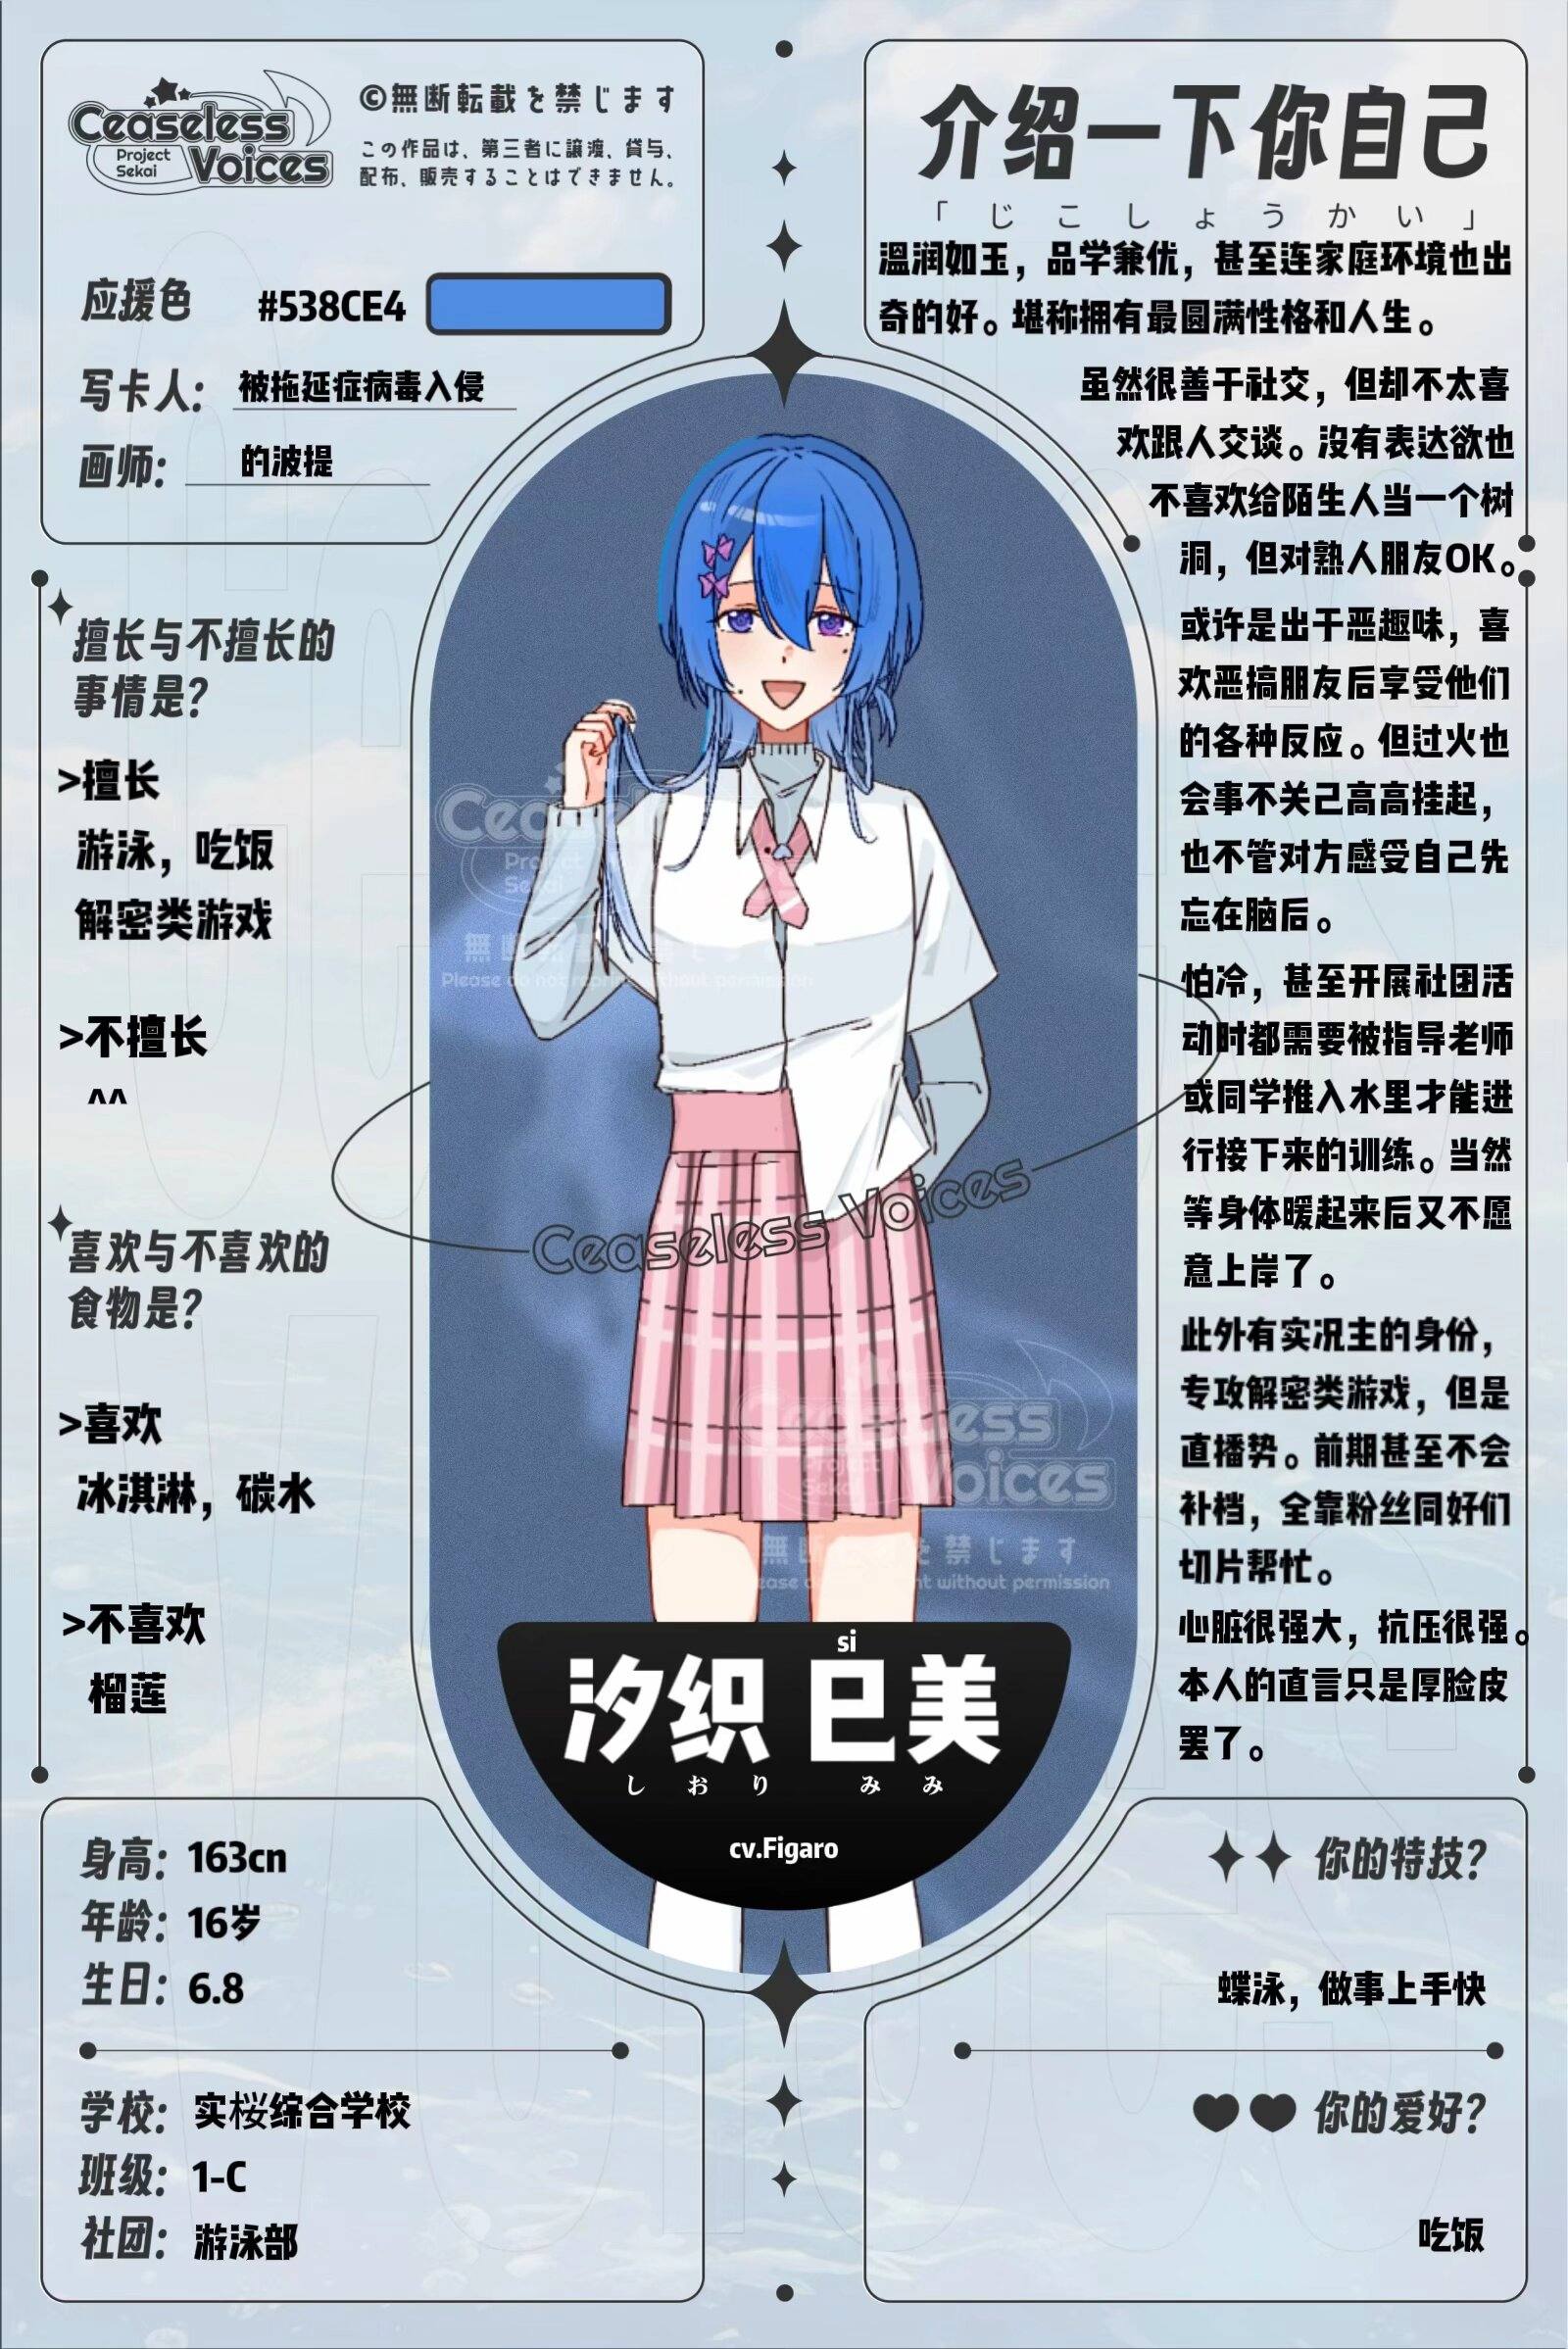 Ceaseless
Project
Sekai
Voices
©無断転載を禁じます
この作品は、第三者に譲渡、貸与、
配布、販売することはできません。
应援色 #538CE4
写卡人: 被拖延症病毒入侵
画师: 的波提
擅长与不擅长的
事情是?
>擅长
游泳，吃饭
解密类游戏
>不擅长
^^
喜欢与不喜欢的
食物是?
>喜欢
冰淇淋，碳水
>不喜欢
榴莲
介绍一下你自己
「じこしょうかい」
温润如玉，品学兼优，甚至连家庭环境也出
奇的好。堪称拥有最圆满性格和人生。
虽然很善于社交，但却不太喜
欢跟人交谈。没有表达欲也
不喜欢给陌生人当一个树
洞，但对熟人朋友OK。
或许是出于恶趣味，喜
欢恶搞朋友后享受他们
的各种反应。但过火也
会事不关己高高挂起，
也不管对方感受自己先
忘在脑后。
怕冷，甚至开展社团活
动时都需要被指导老师
或同学推入水里才能进
行接下来的训练。当然
等身体暖起来后又不愿
意上岸了。
此外有实况主的身份，
专攻解密类游戏，但是
直播势。前期甚至不会
补档，全靠粉丝同好们
切片帮忙。
心脏很强大，抗压很强。
本人的直言只是厚脸皮
罢了。
Ceaseless Voices
Ceaseless
Project
Sekai
Voices
si
汐织 巳美
しおり みみ
cv.Figaro
身高: 163cn
年龄: 16岁
生日: 6.8
学校: 实桜综合学校
班级: 1-C
社团: 游泳部
你的特技?
蝶泳，做事上手快
你的爱好?
吃饭